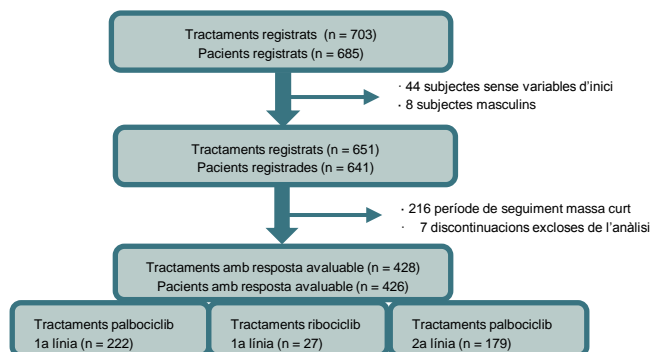 Tractaments registrats (n = 703)
Pacients registrats (n = 685)
· 44 subjectes sense variables d'inici
· 8 subjectes masculins
Tractaments registrats (n = 651)
Pacients registrades (n = 641)
· 216 període de seguiment massa curt
· 7 discontinuacions excloses de l'anàlisi
Tractaments amb resposta avaluable (n = 428)
Pacients amb resposta avaluable (n = 426)
Tractaments palbociclib
1a línia (n = 222)
Tractaments ribociclib
1a línia (n = 27)
Tractaments palbociclib
2a línia (n = 179)